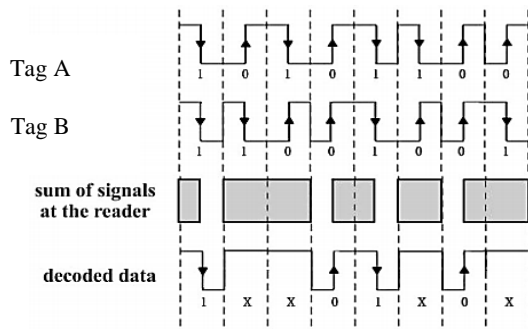 Tag A
1 0 1 0 1 1 0 0
Tag B
1 1 0 0 1 0 0 1
sum of signals
at the reader
decoded data
1 X X 0 1 X 0 X